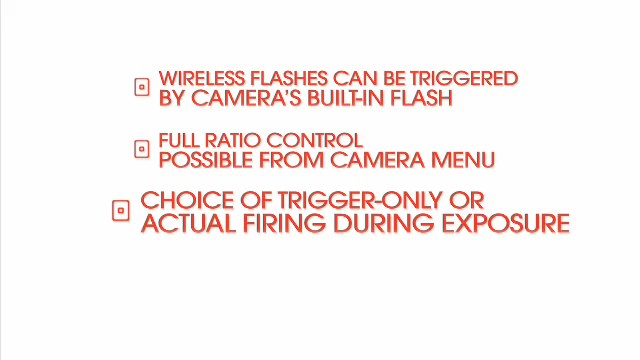 WIRELESS FLASHES CAN BE TRIGGERED
BY CAMERA'S BUILT-IN FLASH
FULL RATIO CONTROL
POSSIBLE FROM CAMERA MENU
CHOICE OF TRIGGER-ONLY OR
ACTUAL FIRING DURING EXPOSURE